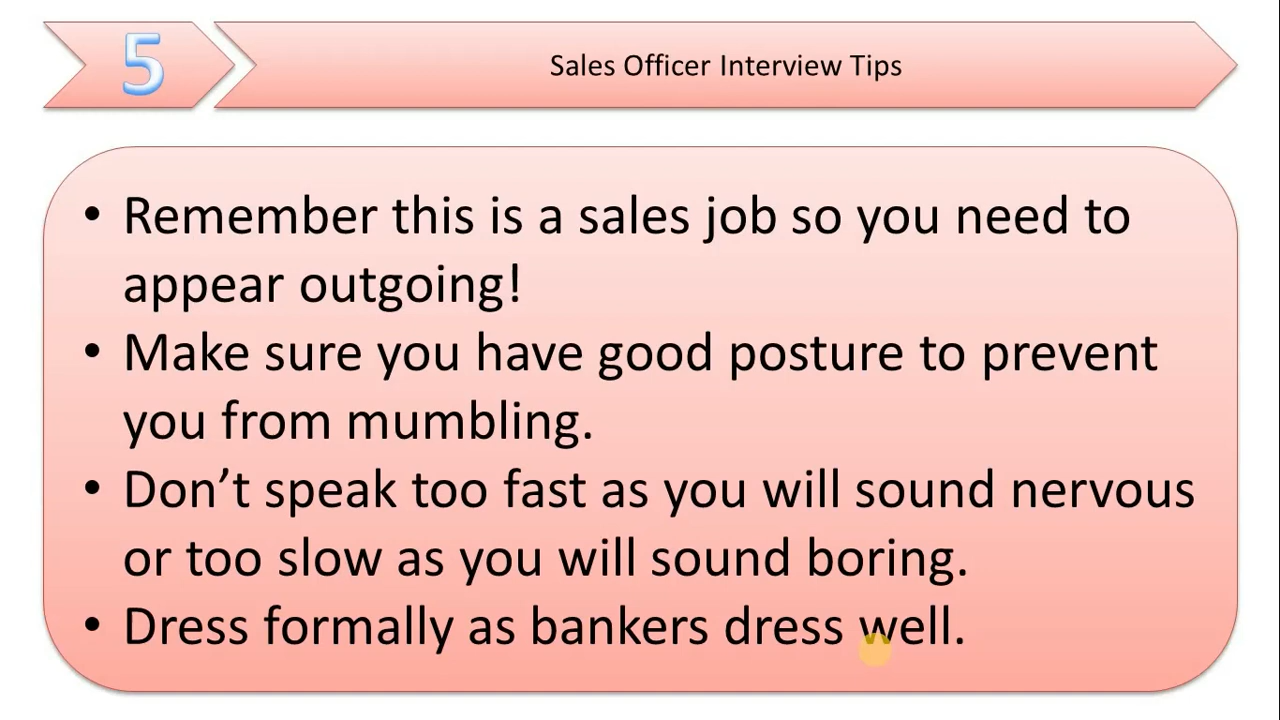 5
Sales Officer Interview Tips
• Remember this is a sales job so you need to
appear outgoing!
• Make sure you have good posture to prevent
you from mumbling.
• Don’t speak too fast as you will sound nervous
or too slow as you will sound boring.
• Dress formally as bankers dress well.